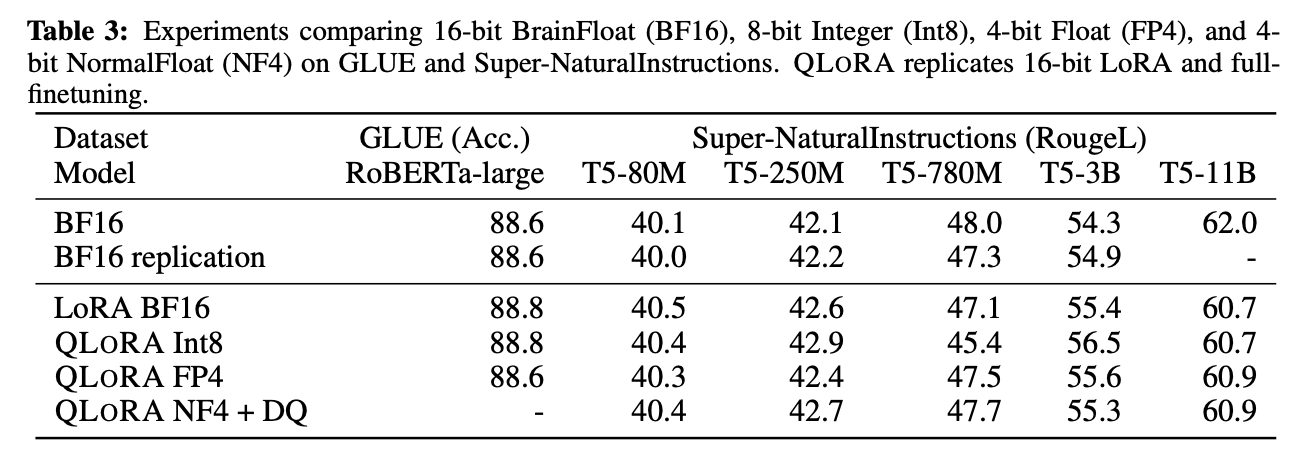 Table 3: Experiments comparing 16-bit BrainFloat (BF16), 8-bit Integer (Int8), 4-bit Float (FP4), and 4-
bit NormalFloat (NF4) on GLUE and Super-NaturalInstructions. QLORA replicates 16-bit LoRA and full-
finetuning.
Dataset GLUE (Acc.) Super-NaturalInstructions (RougeL)
Model RoBERTa-large T5-80M T5-250M T5-780M T5-3B T5-11B
BF16 88.6 40.1 42.1 48.0 54.3 62.0
BF16 replication 88.6 40.0 42.2 47.3 54.9 -
LoRA BF16 88.8 40.5 42.6 47.1 55.4 60.7
QLORA Int8 88.8 40.4 42.9 45.4 56.5 60.7
QLORA FP4 88.6 40.3 42.4 47.5 55.6 60.9
QLORA NF4 + DQ - 40.4 42.7 47.7 55.3 60.9